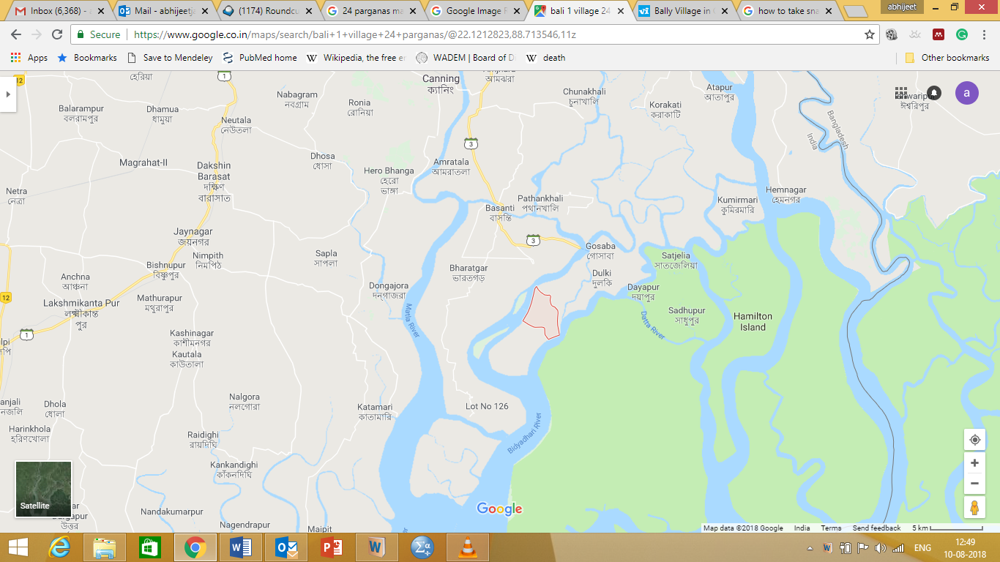 Inbox (6,368) - a
Mail - abhijeetja
(1174) Roundcu
24 parganas ma
Google Image R
bali 1 village 24
Bally Village in G
how to take sna
abhijeet
Secure
https://www.google.co.in/maps/search/bali+1+village+24+parganas/@22.1212823,88.713546,11z
Apps
Bookmarks
Save to Mendeley
PubMed home
Wikipedia, the free en
WADEM | Board of D
death
Other bookmarks
হেরিয়া
12
1
Canning
ক্যানিং
আমঝরা
Balarampur
বলরামপুর
Dhamua
ধামুয়া
Neutala
নেউতলা
Nabagram
নবগ্রাম
Ronia
রোনিয়া
Chunakhali
চুনাখালি
Korakati
করাকাটি
Atapur
আতাপুর
a
ঈশ্বরিপুর
Bangladesh
India
3
Magrahat-II
Dakshin
Barasat
দক্ষিণ
বারাসাত
Dhosa
ধোসা
Hero Bhanga
হেরো
ভাঙ্গা
Amratala
আমরাতলা
Netra
নেত্রা
Basanti
বাসন্তি
Pathankhali
পথানখালি
Kumirmari
কুমিরমারি
Hemnagar
হেমনগর
Jaynagar
জয়নগর
3
Gosaba
গোসাবা
Bishnupur
বিষ্ণুপুর
Nimpith
নিমপিঠ
Sapla
সাপলা
Bharatgar
ভারতগড়
Dulki
দুলকি
Satjelia
সাতজেলিয়া
Anchna
আঞ্চনা
Dongajora
দন্গাজরা
Dayapur
দয়াপুর
12
Lakshmikanta Pur
লক্ষ্মীকান্ত
পুর
Mathurapur
মথুরাপুর
Matla River
Datta River
Sadhupur
সাধুপুর
Hamilton
Island
1
Kashinagar
কাশীনগর
Kautala
কাউতালা
Nalgora
নলগোরা
Dhola
ধোলা
Katamari
কাতামারি
Lot No 126
Bidyadhari River
Harinkhola
হরিণখোলা
Raidighi
রায়দিঘি
Kankandighi
কাঁকনদিঘি
Satellite
Nandakumarpur
Nagendrapur
Maipit
উত্তর
Google
Map data ©2018 Google
India
Terms
Send feedback
5 km
ENG
12:49
10-08-2018